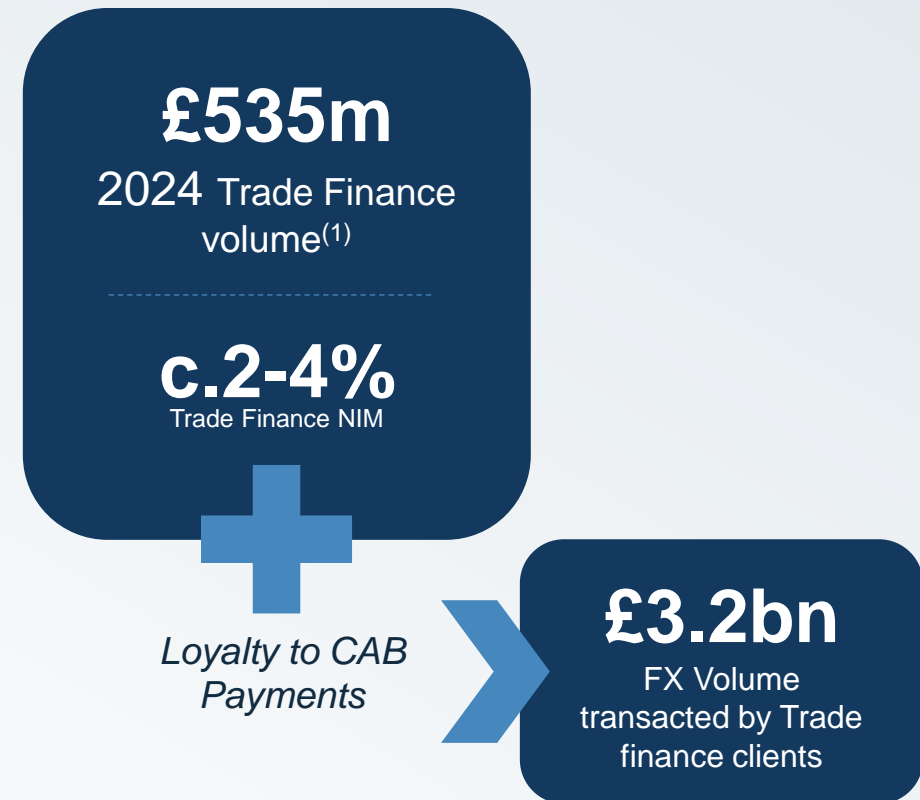 £535m
2024 Trade Finance
volume(1)
c.2-4%
Trade Finance NIM
Loyalty to CAB
Payments
£3.2bn
FX Volume
transacted by Trade
finance clients